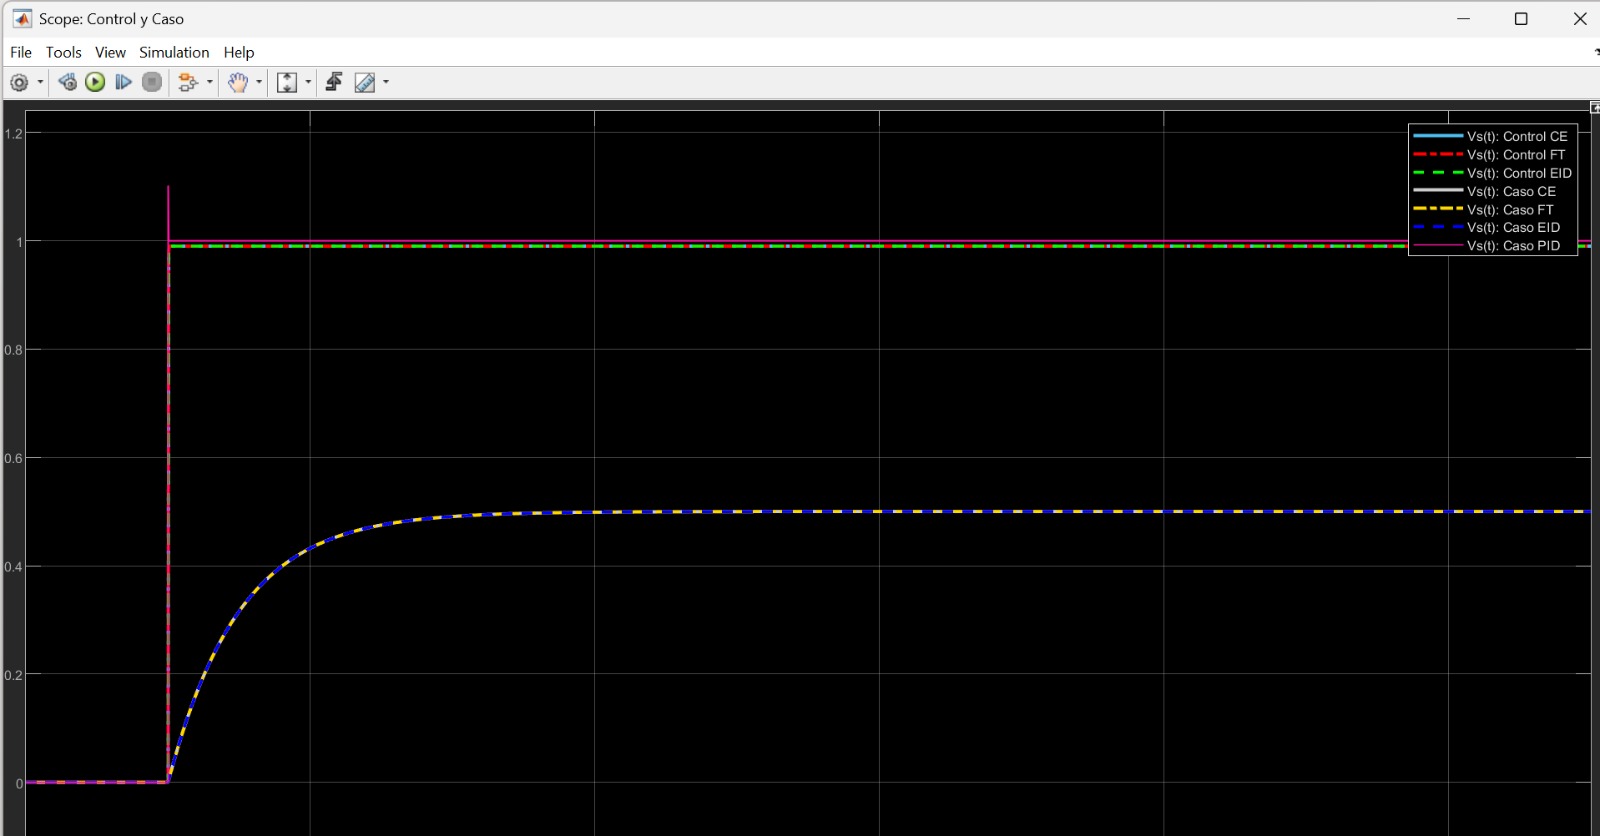 Scope: Control y Caso
File Tools View Simulation Help
1.2
1
0.8
0.6
0.4
0.2
0
Vs(t): Control CE
Vs(t): Control FT
Vs(t): Control EID
Vs(t): Caso CE
Vs(t): Caso FT
Vs(t): Caso EID
Vs(t): Caso PID